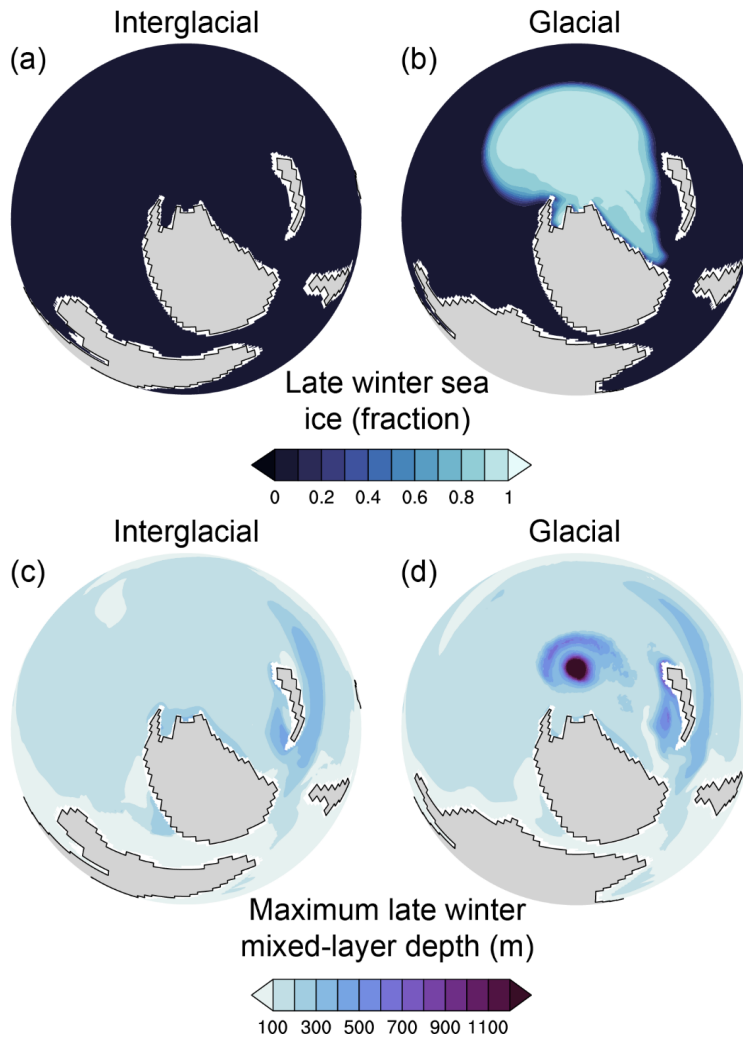 Interglacial
Glacial
(a)
(b)
Late winter sea
ice (fraction)
0 0.2 0.4 0.6 0.8 1
Interglacial
Glacial
(c)
(d)
Maximum late winter
mixed-layer depth (m)
100 300 500 700 900 1100